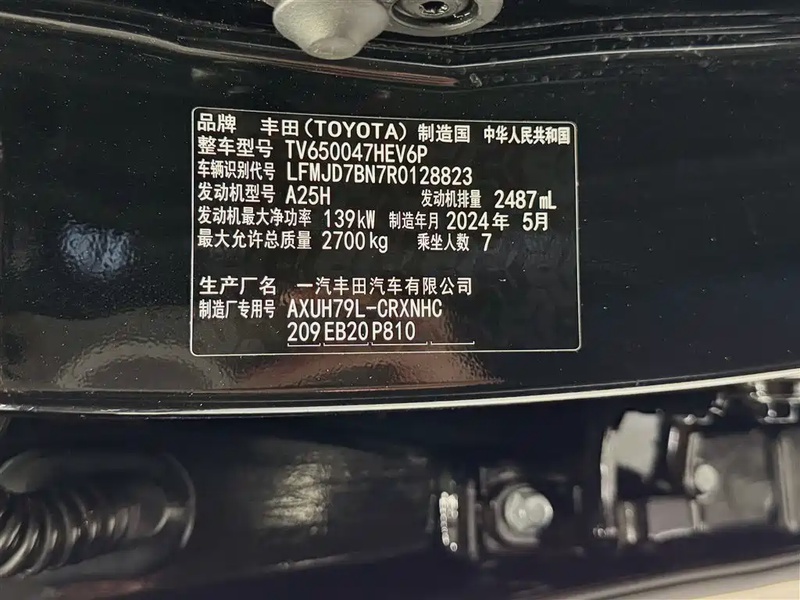 品牌 丰田(TOYOTA) 制造国 中华人民共和国
整车型号 TV650047HEV6P
车辆识别代号 LFMJD7BN7R0128823
发动机型号 A25H 发动机排量 2487mL
发动机最大净功率 139kW 制造年月 2024年 5月
最大允许总质量 2700kg 乘坐人数 7
生产厂名 一汽丰田汽车有限公司
制造厂专用号 AXUH79L-CRXNHC
209 EB20 P810